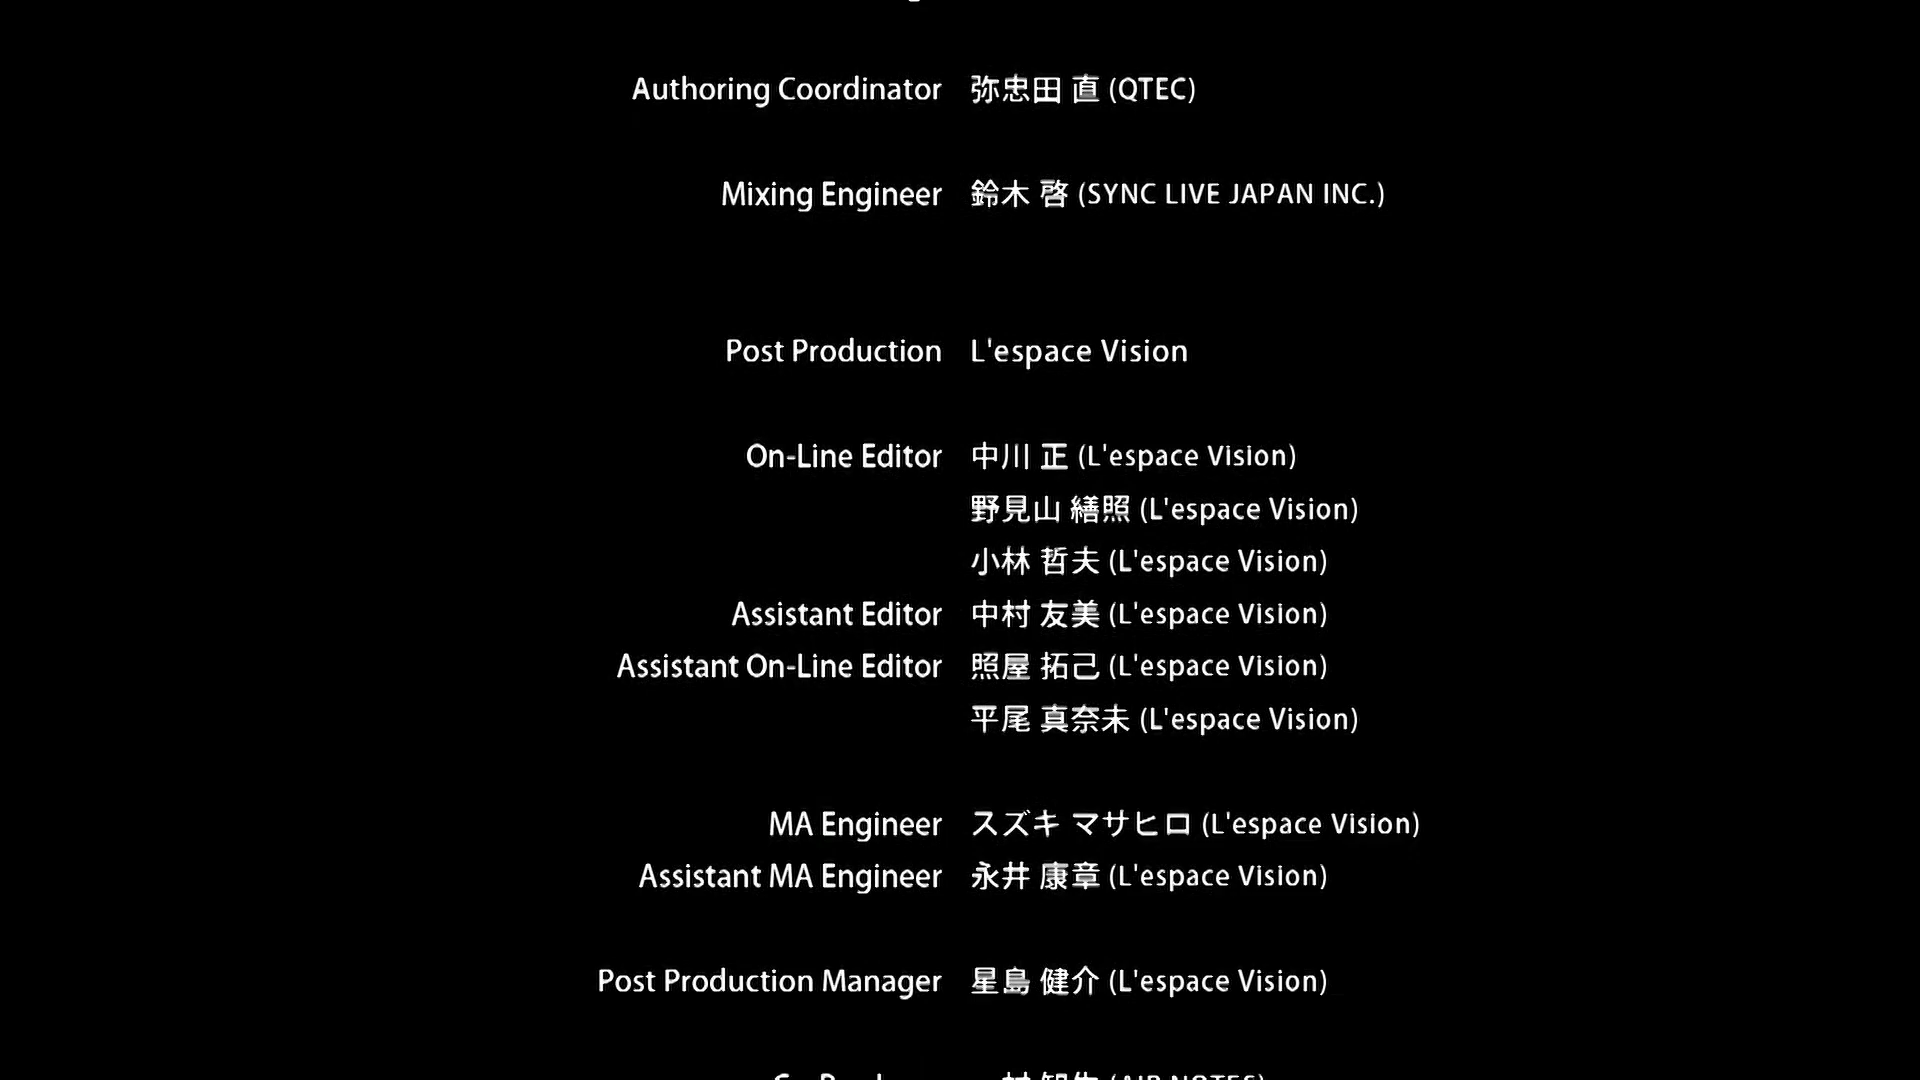 Authoring Coordinator 弥忠田 直 (QTEC)
Mixing Engineer 鈴木 啓 (SYNC LIVE JAPAN INC.)
Post Production L'espace Vision
On-Line Editor 中川 正 (L'espace Vision)
野見山 繕照 (L'espace Vision)
小林 哲夫 (L'espace Vision)
Assistant Editor 中村 友美 (L'espace Vision)
Assistant On-Line Editor 照屋 拓己 (L'espace Vision)
平尾 真奈未 (L'espace Vision)
MA Engineer スズキ マサヒロ (L'espace Vision)
Assistant MA Engineer 永井 康章 (L'espace Vision)
Post Production Manager 星島 健介 (L'espace Vision)